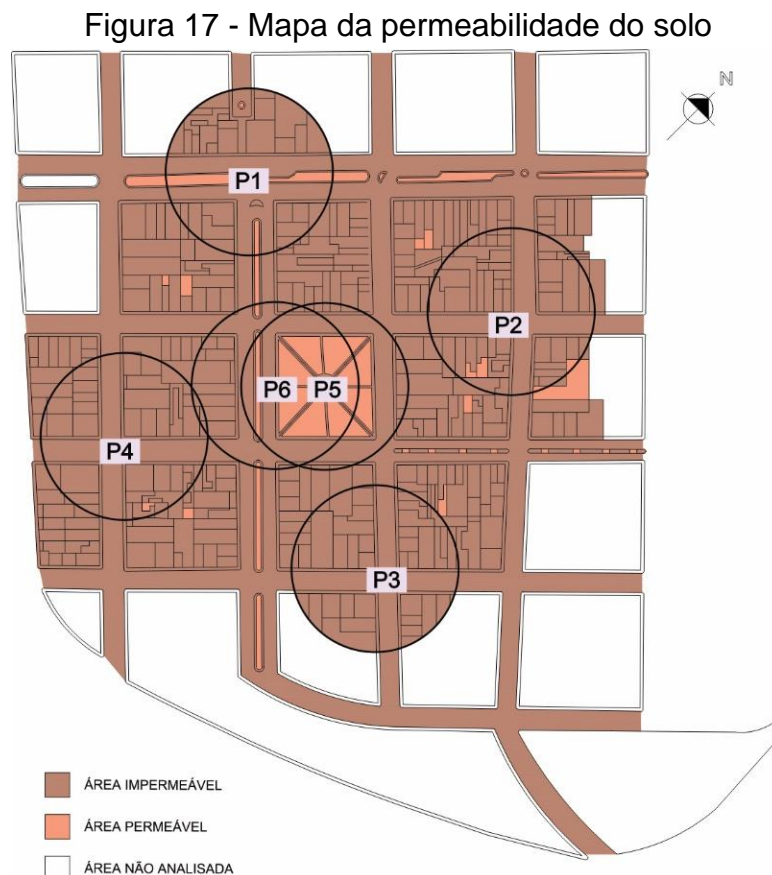 Figura 17 - Mapa da permeabilidade do solo
N
P1
P2
P6
P5
P4
P3
ÁREA IMPERMEÁVEL
ÁREA PERMEÁVEL
ÁREA NÃO ANALISADA